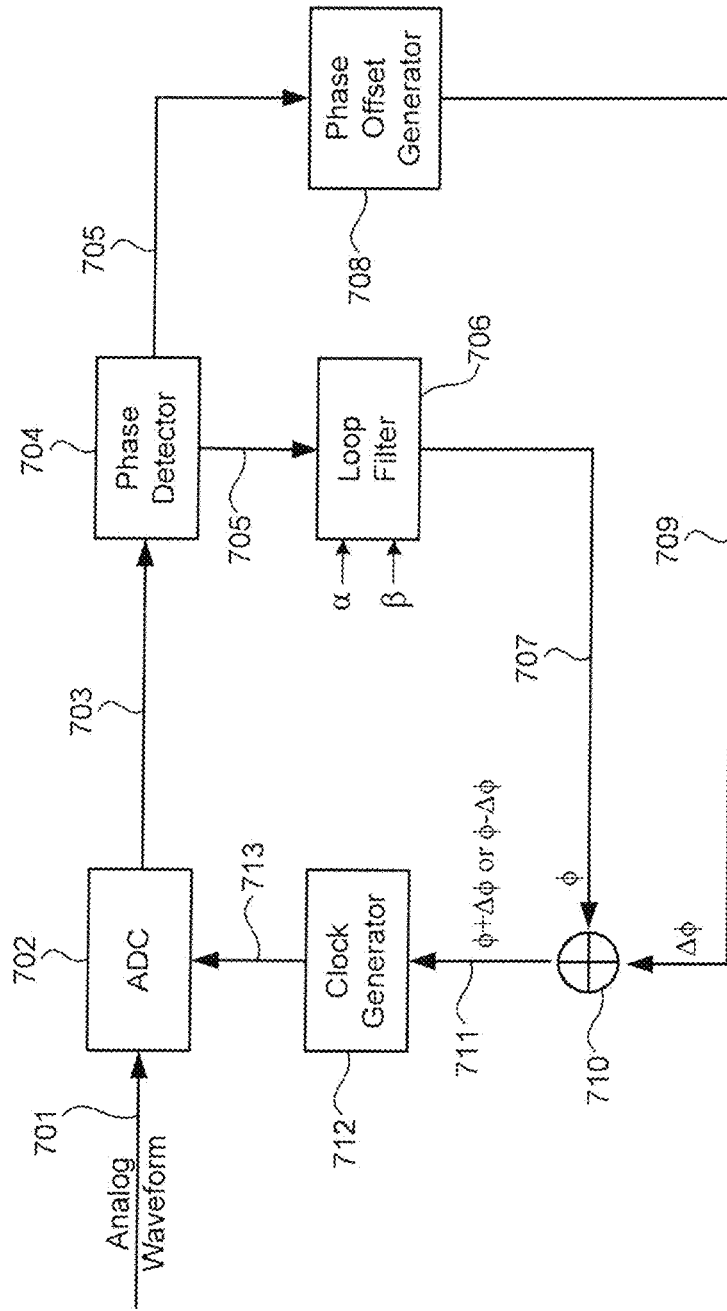 701
Analog
Waveform
702
ADC
703
704
Phase
Detector
705
705
Phase
Offset
Generator
708
α
β
Loop
Filter
706
707
709
713
Clock
Generator
712
711
ϕ+Δϕ or ϕ-Δϕ
ϕ
Δϕ
710